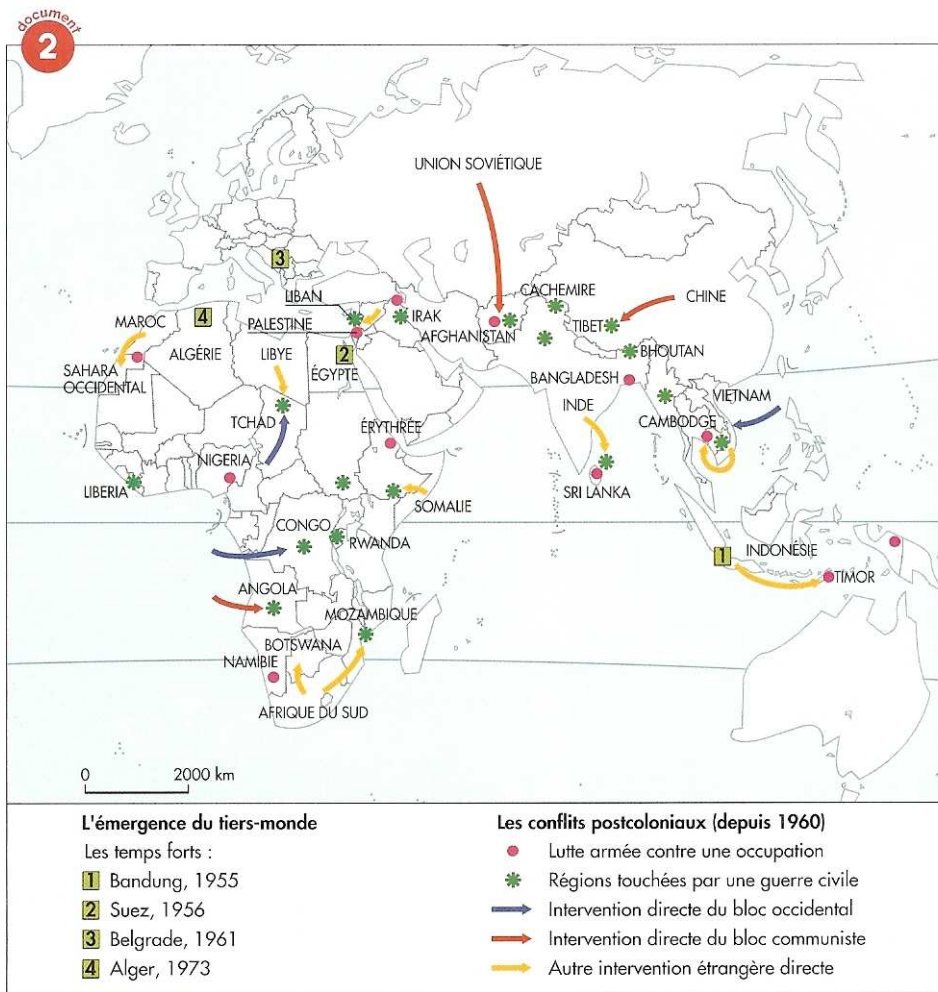 document
2
UNION SOVIÉTIQUE
3
CACHEMIRE
LIBAN
CHINE
IRAK
TIBET
MAROC
4
PALESTINE
AFGHANISTAN
ALGÉRIE
LIBYE
2
BHOUTAN
SAHARA
OCCIDENTAL
ÉGYPTE
BANGLADESH
VIETNAM
INDE
TCHAD
ÉRYTHRÉE
CAMBODGE
NIGERIA
LIBERIA
SOMALIE
SRI LANKA
CONGO
RWANDA
1
INDONÉSIE
TIMOR
ANGOLA
MOZAMBIQUE
BOTSWANA
NAMIBIE
AFRIQUE DU SUD
0 2000 km
L'émergence du tiers-monde
Les temps forts :
1 Bandung, 1955
2 Suez, 1956
3 Belgrade, 1961
4 Alger, 1973
Les conflits postcoloniaux (depuis 1960)
Lutte armée contre une occupation
Régions touchées par une guerre civile
Intervention directe du bloc occidental
Intervention directe du bloc communiste
Autre intervention étrangère directe